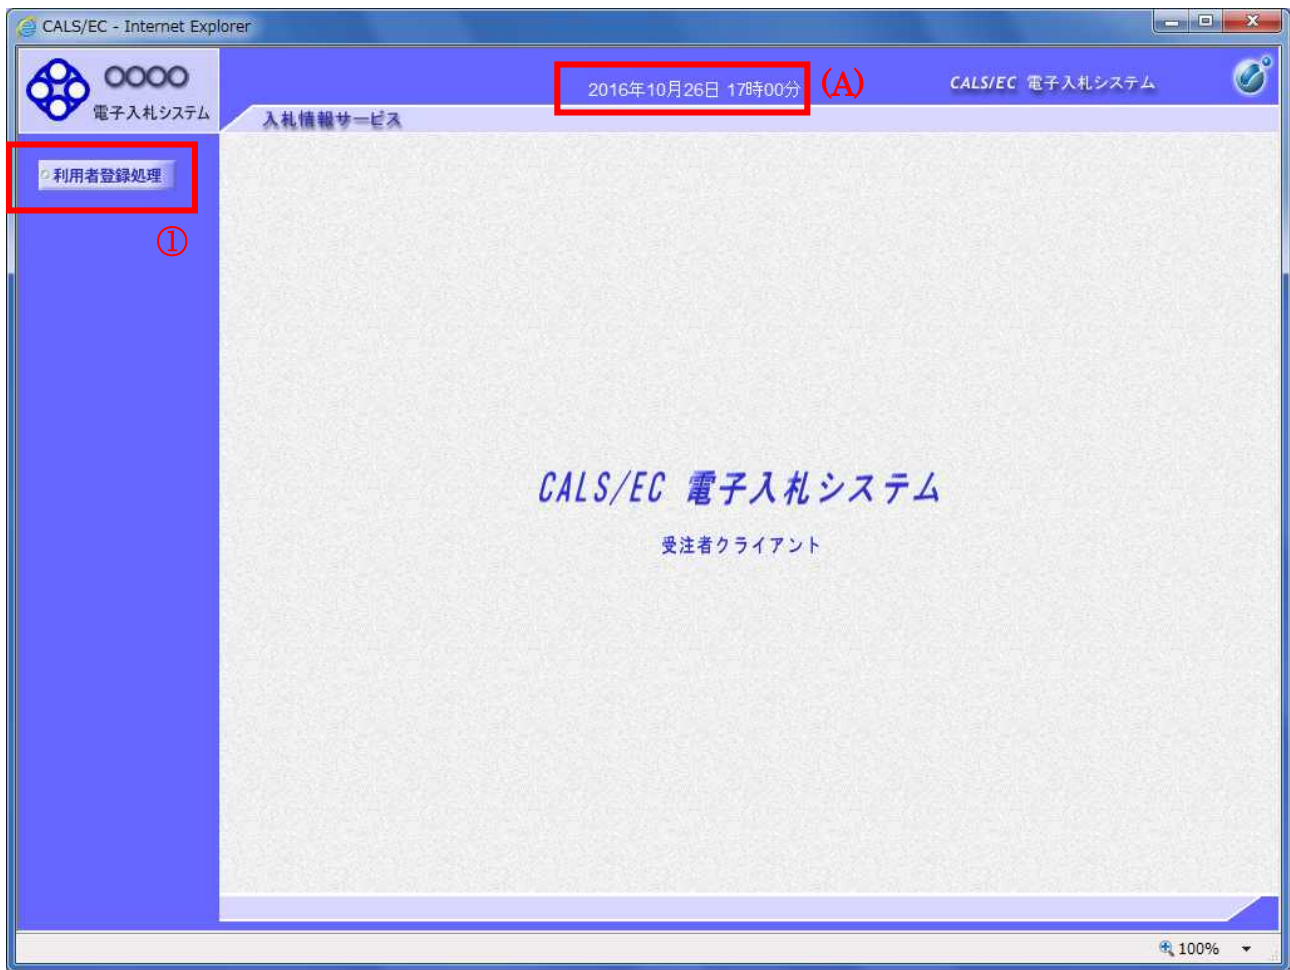 CALS/EC - Internet Explorer
○○○○
電子入札システム
2016年10月26日 17時00分
(A)
CALS/EC 電子入札システム
入札情報サービス
利用者登録処理
①
CALS/EC 電子入札システム
受注者クライアント
100%